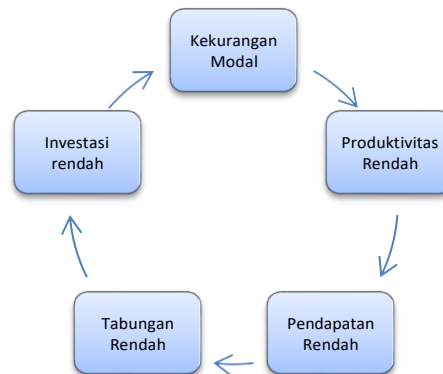 Kekurangan
Modal
Produktivitas
Rendah
Pendapatan
Rendah
Tabungan
Rendah
Investasi
rendah